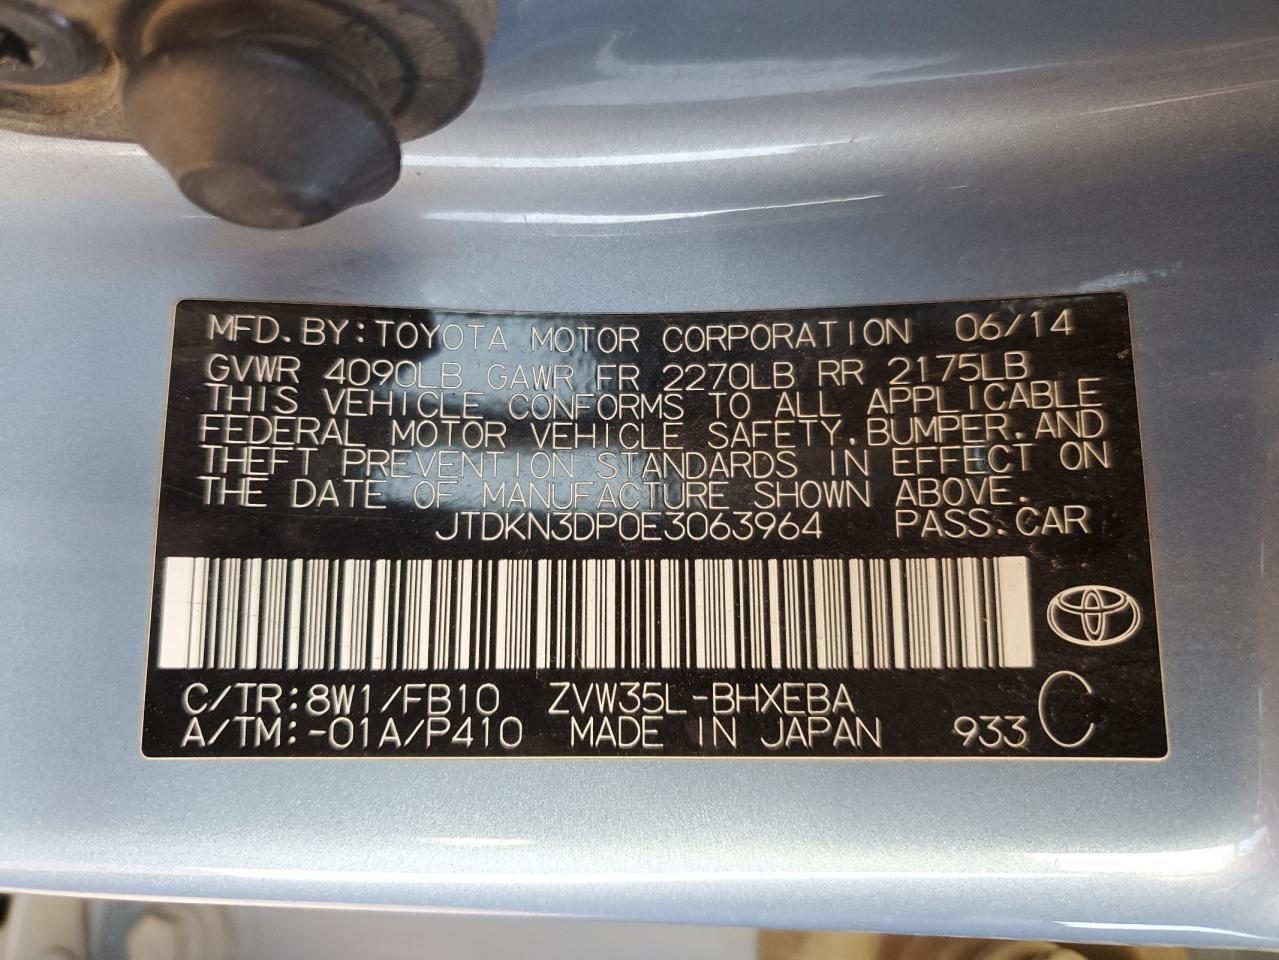 MFD. BY: TOYOTA MOTOR CORPORATION 06/14
GVWR 4090LB GAWR FR 2270LB RR 2175LB
THIS VEHICLE CONFORMS TO ALL APPLICABLE
FEDERAL MOTOR VEHICLE SAFETY, BUMPER, AND
THEFT PREVENTION STANDARDS IN EFFECT ON
THE DATE OF MANUFACTURE SHOWN ABOVE.
JTDKN3DP0E3063964 PASS. CAR
C/TR: 8W1/FB10 ZVW35L-BHXEBA
A/TM: -01A/P410 MADE IN JAPAN 933 C